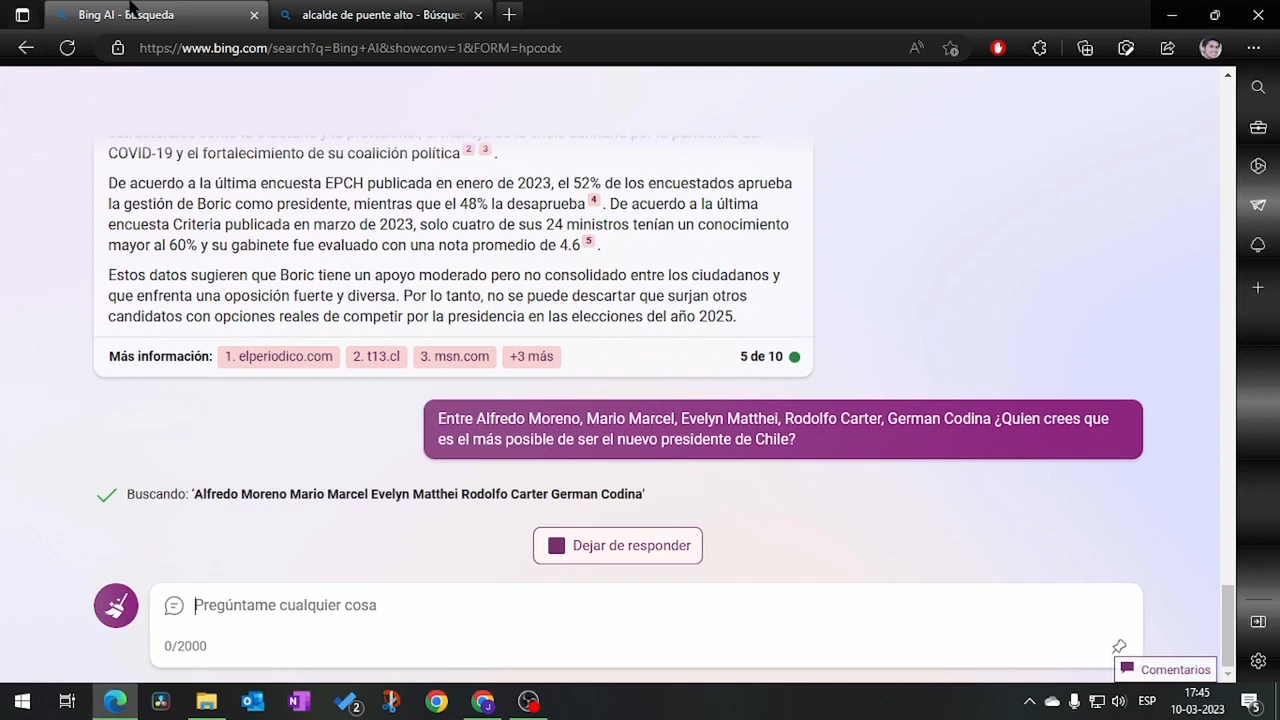 Bing AI - Búsqueda
alcalde de puente alto - Búsqued
https://www.bing.com/search?q=Bing+AI&showconv=1&FORM=hpcodx
COVID-19 y el fortalecimiento de su coalición política 2 3 .
De acuerdo a la última encuesta EPCH publicada en enero de 2023, el 52% de los encuestados aprueba
la gestión de Boric como presidente, mientras que el 48% la desaprueba 4 . De acuerdo a la última
encuesta Criteria publicada en marzo de 2023, solo cuatro de sus 24 ministros tenían un conocimiento
mayor al 60% y su gabinete fue evaluado con una nota promedio de 4.6 5 .
Estos datos sugieren que Boric tiene un apoyo moderado pero no consolidado entre los ciudadanos y
que enfrenta una oposición fuerte y diversa. Por lo tanto, no se puede descartar que surjan otros
candidatos con opciones reales de competir por la presidencia en las elecciones del año 2025.
Más información: 1. elperiodico.com 2. t13.cl 3. msn.com +3 más 5 de 10
Entre Alfredo Moreno, Mario Marcel, Evelyn Matthei, Rodolfo Carter, German Codina ¿Quien crees que
es el más posible de ser el nuevo presidente de Chile?
Buscando: 'Alfredo Moreno Mario Marcel Evelyn Matthei Rodolfo Carter German Codina'
Dejar de responder
Pregúntame cualquier cosa
0/2000
Comentarios
2
ESP
17:45
10-03-2023
5